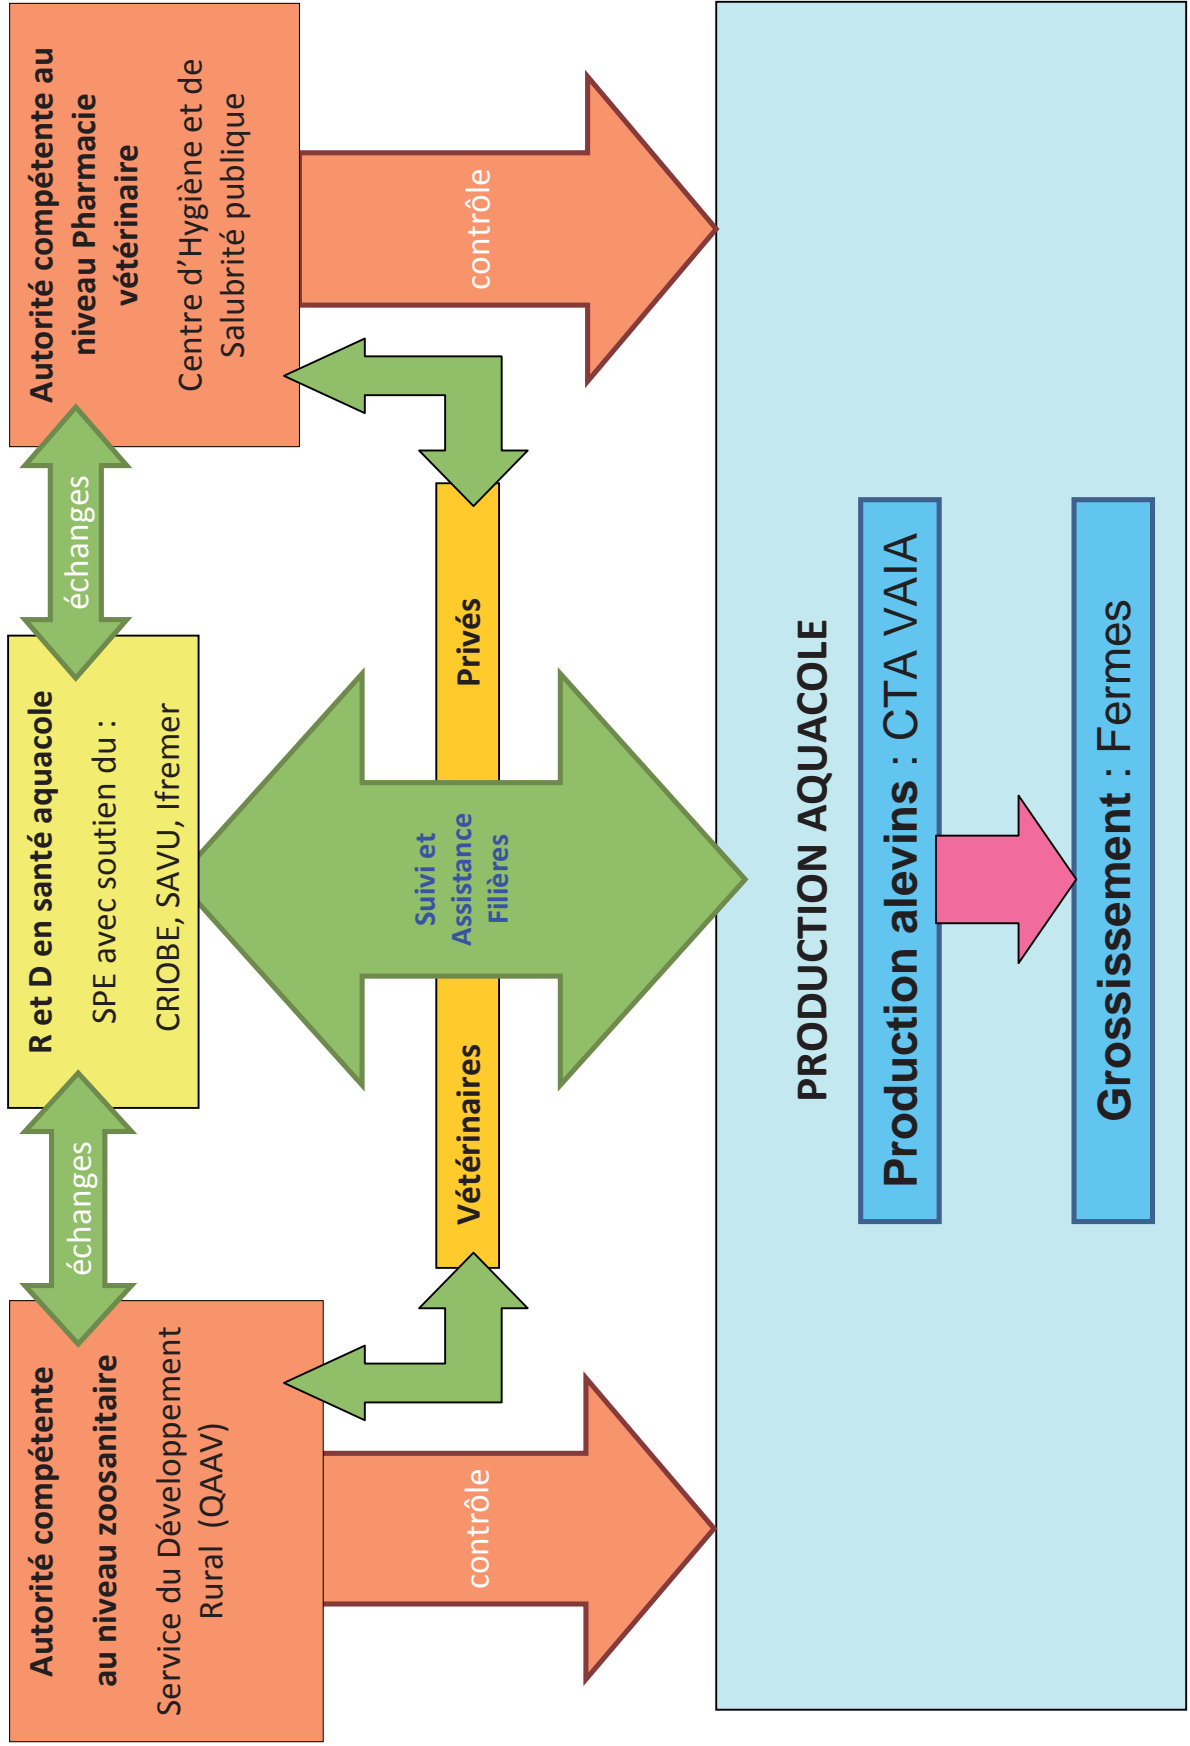 Autorité compétente
au niveau zoosanitaire
Service du Développement
Rural (QAAV)
échanges
R et D en santé aquacole
SPE avec soutien du :
CRIOBE, SAVU, Ifremer
échanges
Autorité compétente au
niveau Pharmacie
vétérinaire
Centre d'Hygiène et de
Salubrité publique
Vétérinaires
Suivi et
Assistance
Filières
Privés
contrôle
contrôle
PRODUCTION AQUACOLE
Production alevins : CTA VAIA
Grossissement : Fermes